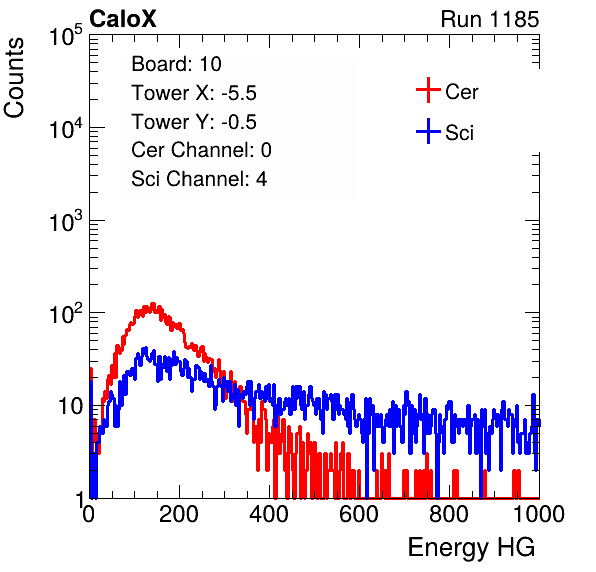 CaloX Run 1185
Counts
10^5
10^4
10^3
10^2
10
1
Board: 10
Tower X: -5.5
Tower Y: -0.5
Cer Channel: 0
Sci Channel: 4
Cer
Sci
0 200 400 600 800 1000
Energy HG